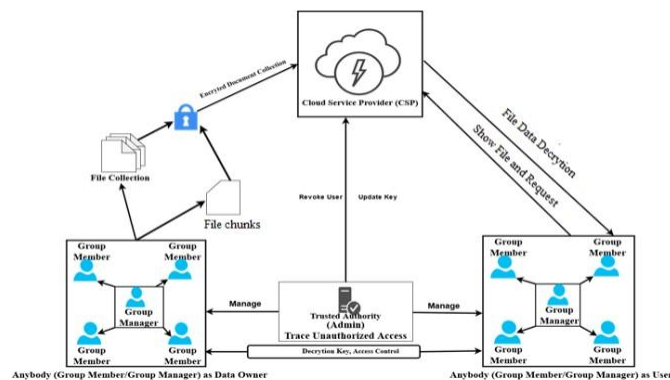 Encryted Document Collection
Cloud Service Provider (CSP)
File Data Decrytion
Show File and Request
File Collection
File chunks
Revoke User
Update Key
Group
Member
Group
Member
Group
Manager
Group
Member
Group
Member
Manage
Trusted Authority
(Admin)
Trace Unauthorized Access
Manage
Group
Member
Group
Member
Group
Manager
Group
Member
Group
Member
Decrytion Key, Access Control
Anybody (Group Member/Group Manager) as Data Owner
Anybody (Group Member/Group Manager) as User